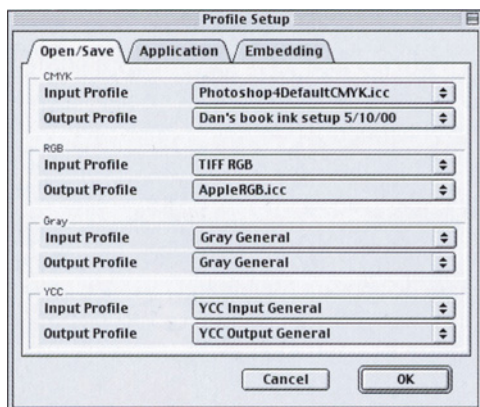 Profile Setup
Open/Save Application Embedding
CMYK
Input Profile Photoshop4DefaultCMYK.icc
Output Profile Dan's book ink setup 5/10/00
RGB
Input Profile TIFF RGB
Output Profile AppleRGB.icc
Gray
Input Profile Gray General
Output Profile Gray General
YCC
Input Profile YCC Input General
Output Profile YCC Output General
Cancel OK